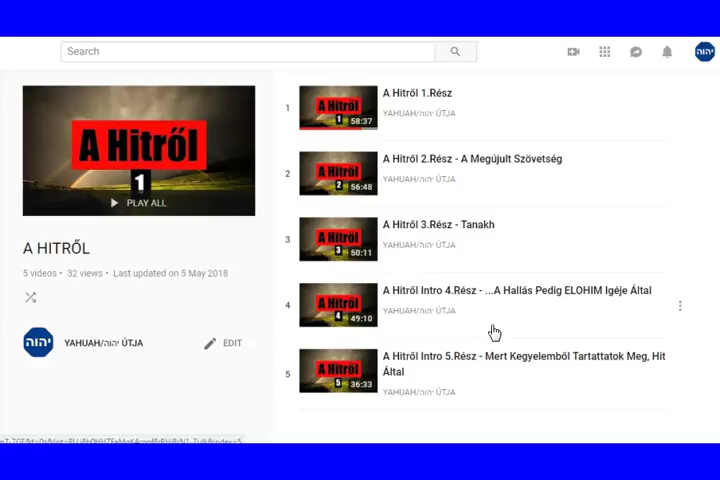 Search
יהוה
A Hitről
1
PLAY ALL
A HITRŐL
5 videos • 32 views • Last updated on 5 May 2018
יהוה
YAHUAH/יהוה ÚTJA
EDIT
1
A Hitről
1
58:37
A Hitről 1.Rész
YAHUAH/יהוה ÚTJA
2
A Hitről
2
56:48
A Hitről 2.Rész - A Megújult Szövetség
YAHUAH/יהוה ÚTJA
3
A Hitről
3
50:11
A Hitről 3.Rész - Tanakh
YAHUAH/יהוה ÚTJA
4
A Hitről
4
49:10
A Hitről Intro 4.Rész - ...A Hallás Pedig ELOHIM Igéje Által
YAHUAH/יהוה ÚTJA
5
A Hitről
5
36:33
A Hitről Intro 5.Rész - Mert Kegyelemből Tartattatok Meg, Hit
Által
YAHUAH/יהוה ÚTJA